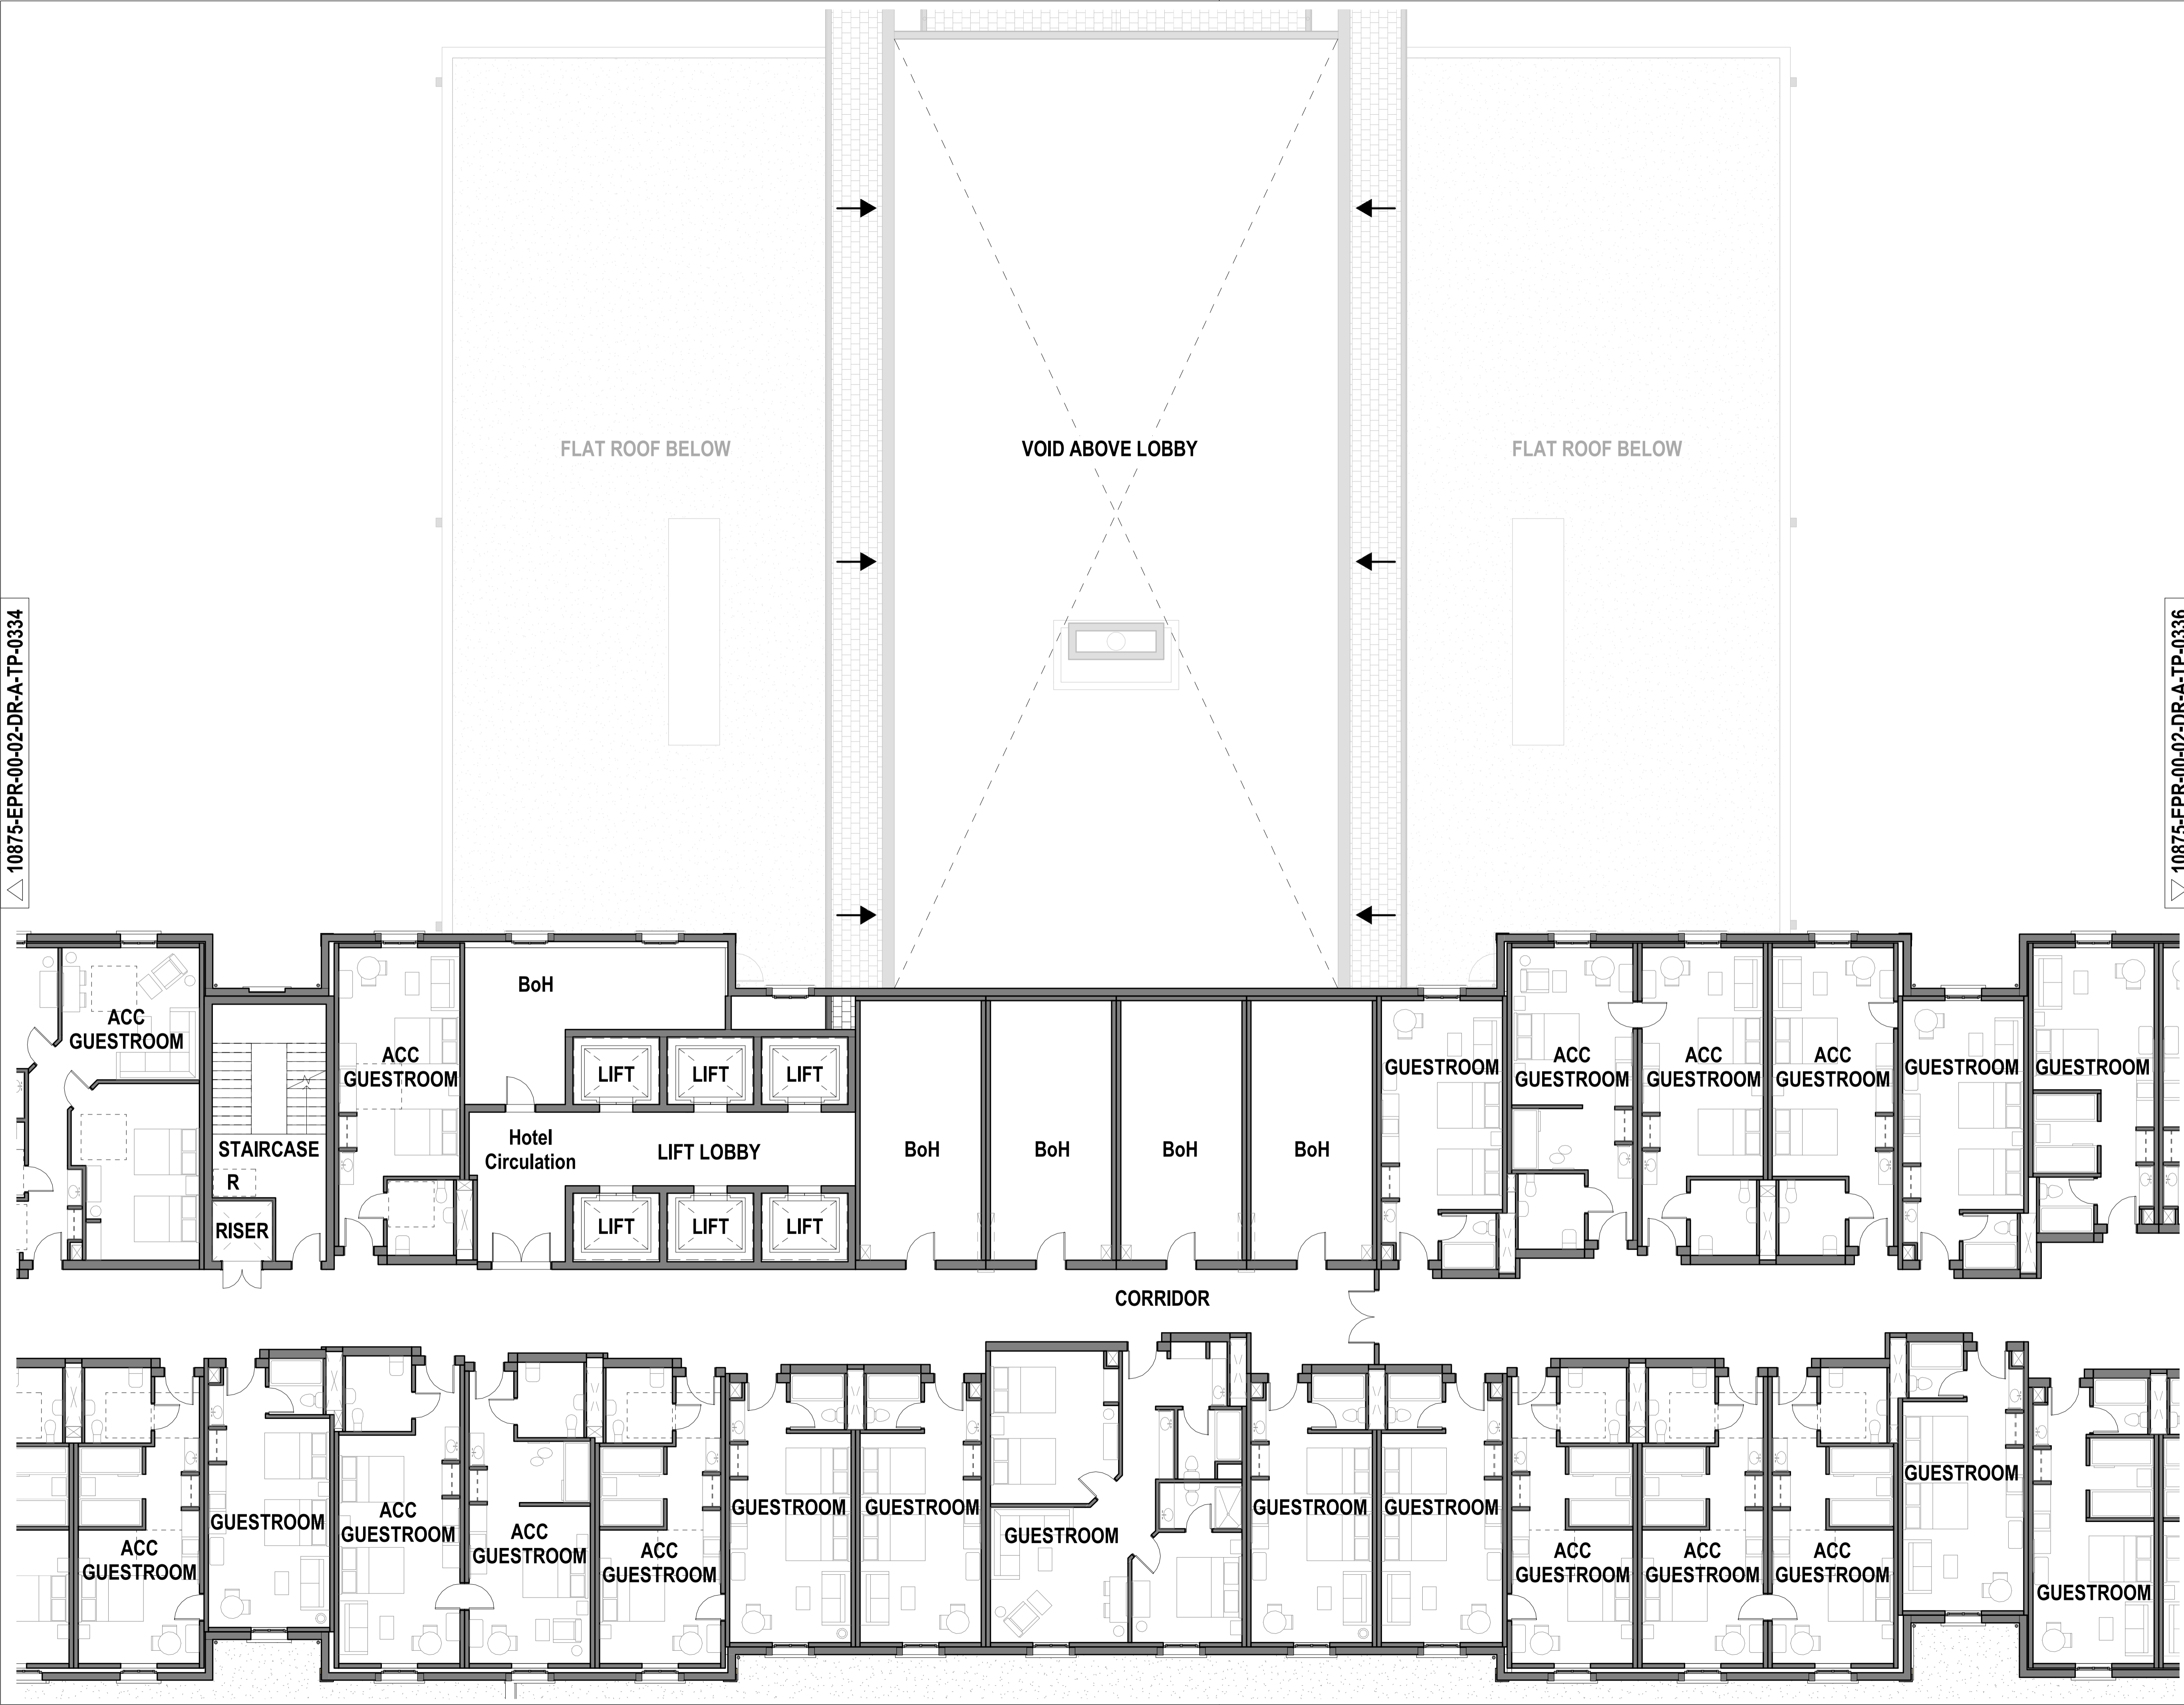 FLAT ROOF BELOW
VOID ABOVE LOBBY
FLAT ROOF BELOW
10875-EPR-00-02-DR-A-TP-0334
10875-EPR-00-02-DR-A-TP-0336
ACC
GUESTROOM
STAIRCASE
R
RISER
ACC
GUESTROOM
BoH
LIFT
LIFT
LIFT
Hotel
Circulation
LIFT LOBBY
LIFT
LIFT
LIFT
BoH
BoH
BoH
BoH
GUESTROOM
ACC
GUESTROOM
ACC
GUESTROOM
ACC
GUESTROOM
GUESTROOM
GUESTROOM
CORRIDOR
ACC
GUESTROOM
GUESTROOM
ACC
GUESTROOM
ACC
GUESTROOM
ACC
GUESTROOM
GUESTROOM
GUESTROOM
GUESTROOM
GUESTROOM
GUESTROOM
ACC
GUESTROOM
ACC
GUESTROOM
ACC
GUESTROOM
GUESTROOM
GUESTROOM